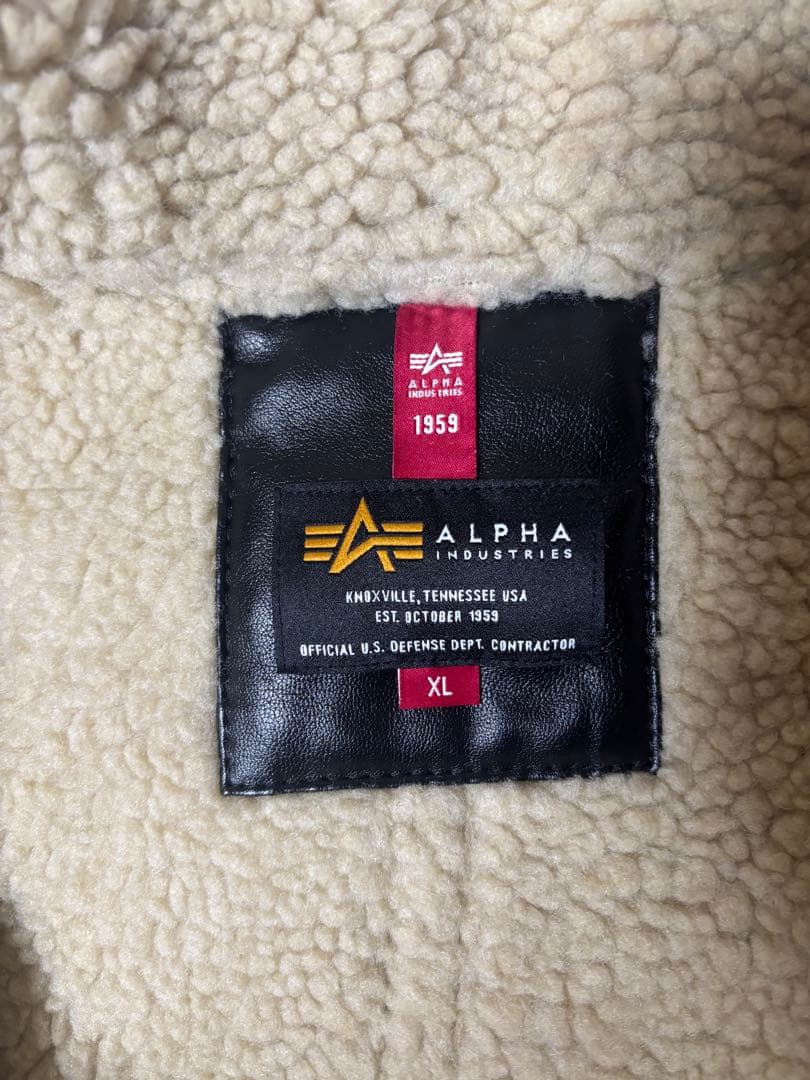 ALPHA
INDUSTRIES
1959
ALPHA
INDUSTRIES
KNOXVILLE, TENNESSEE USA
EST. OCTOBER 1959
OFFICIAL U.S. DEFENSE DEPT. CONTRACTOR
XL